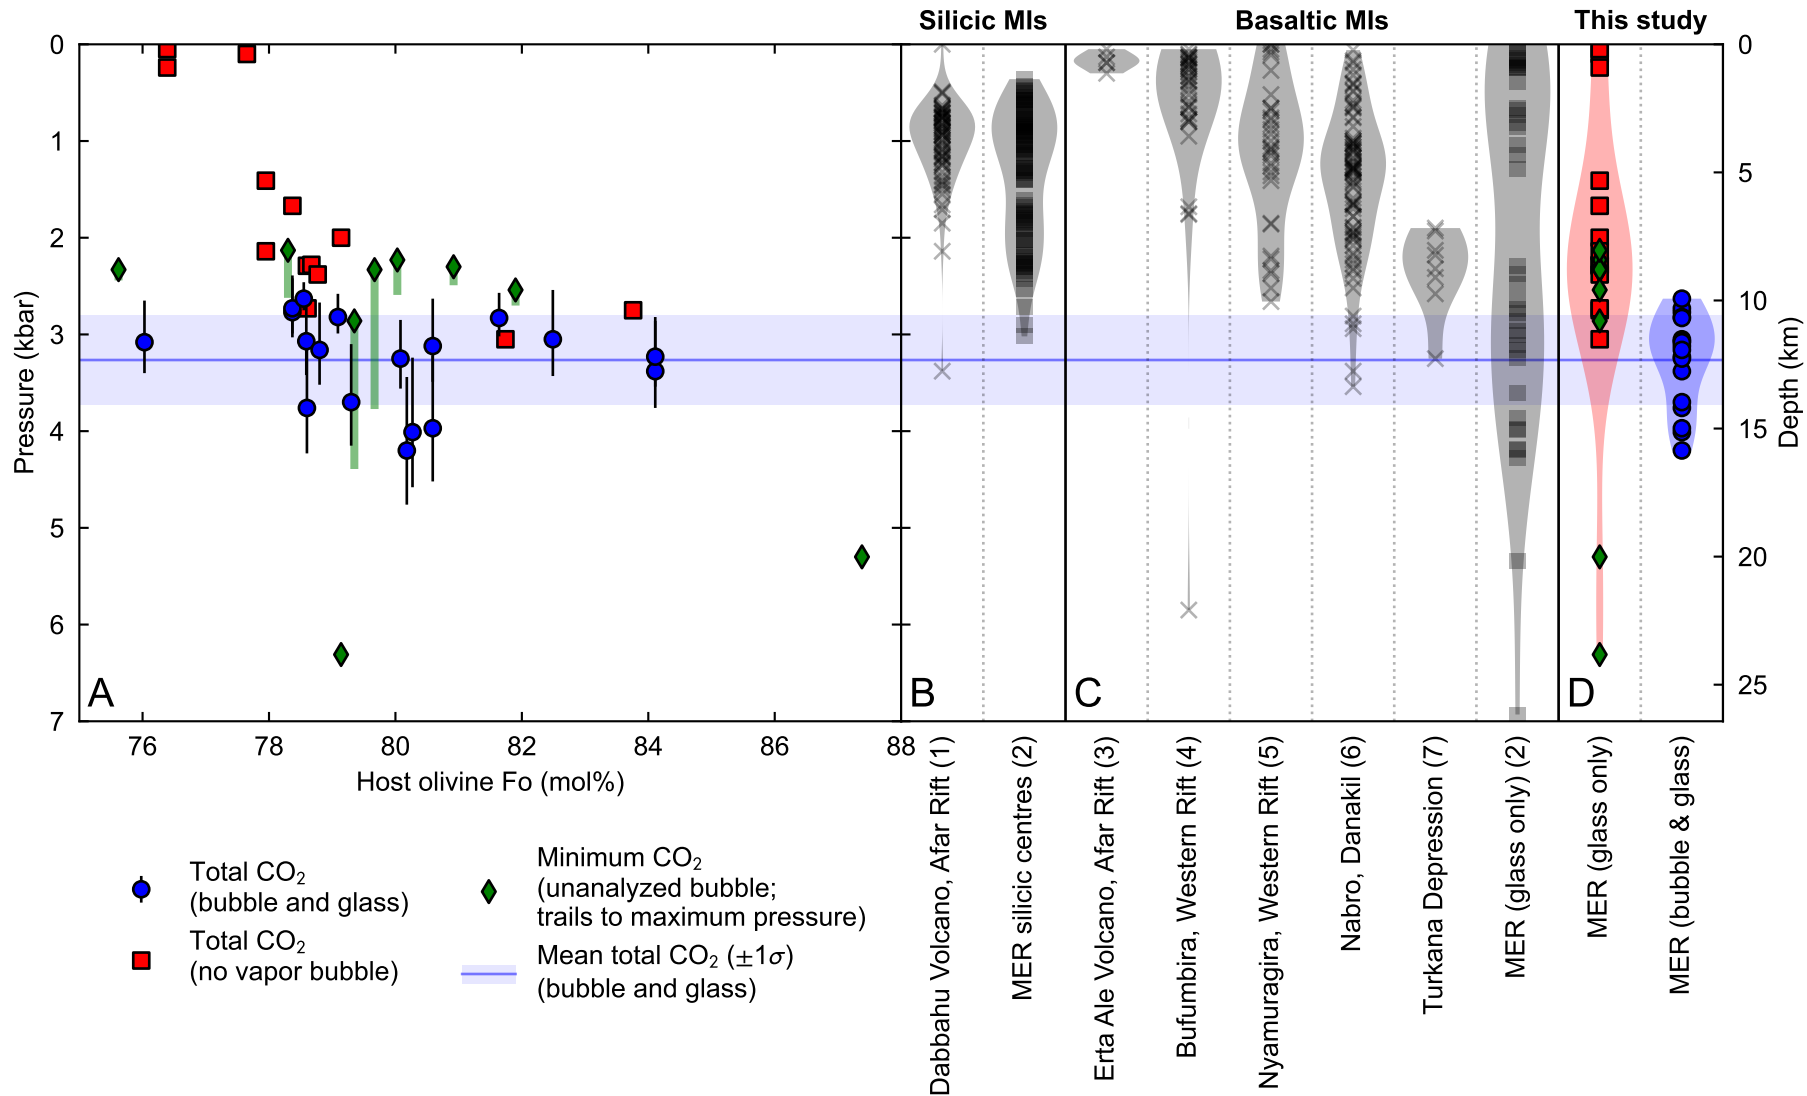 Silicic MIs
Basaltic MIs
This study
0
1
2
3
4
5
6
7
Pressure (kbar)
A
B
C
D
0
5
10
15
20
25
Depth (km)
76
78
80
82
84
86
88
Host olivine Fo (mol%)
Dabbahu Volcano, Afar Rift (1)
MER silicic centres (2)
Erta Ale Volcano, Afar Rift (3)
Bufumbira, Western Rift (4)
Nyamuragira, Western Rift (5)
Nabro, Danakil (6)
Turkana Depression (7)
MER (glass only) (2)
MER (glass only)
MER (bubble & glass)
Total CO₂
(bubble and glass)
Total CO₂
(no vapor bubble)
Minimum CO₂
(unanalyzed bubble;
trails to maximum pressure)
Mean total CO₂ (±1σ)
(bubble and glass)